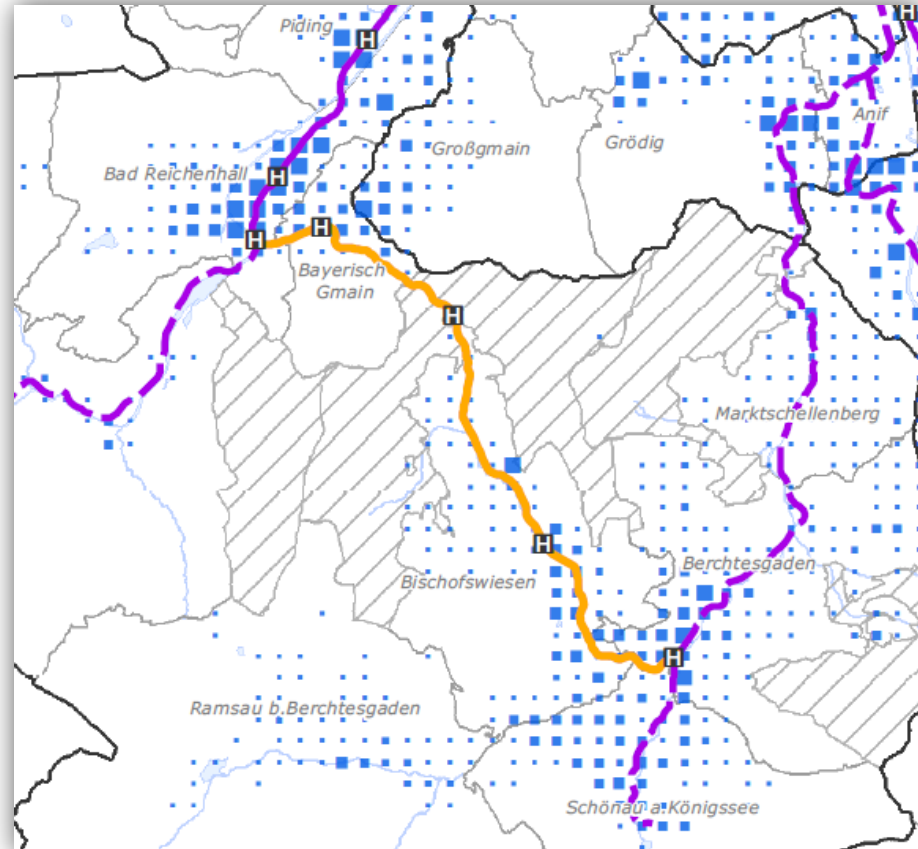 H
Piding
H
Anif
Großgmain
Grödig
Bad Reichenhall
H
H
H
Bayerisch
Gmain
H
Marktschellenberg
H
Berchtesgaden
Bischofswiesen
H
Ramsau b.Berchtesgaden
Schönau a.Königssee